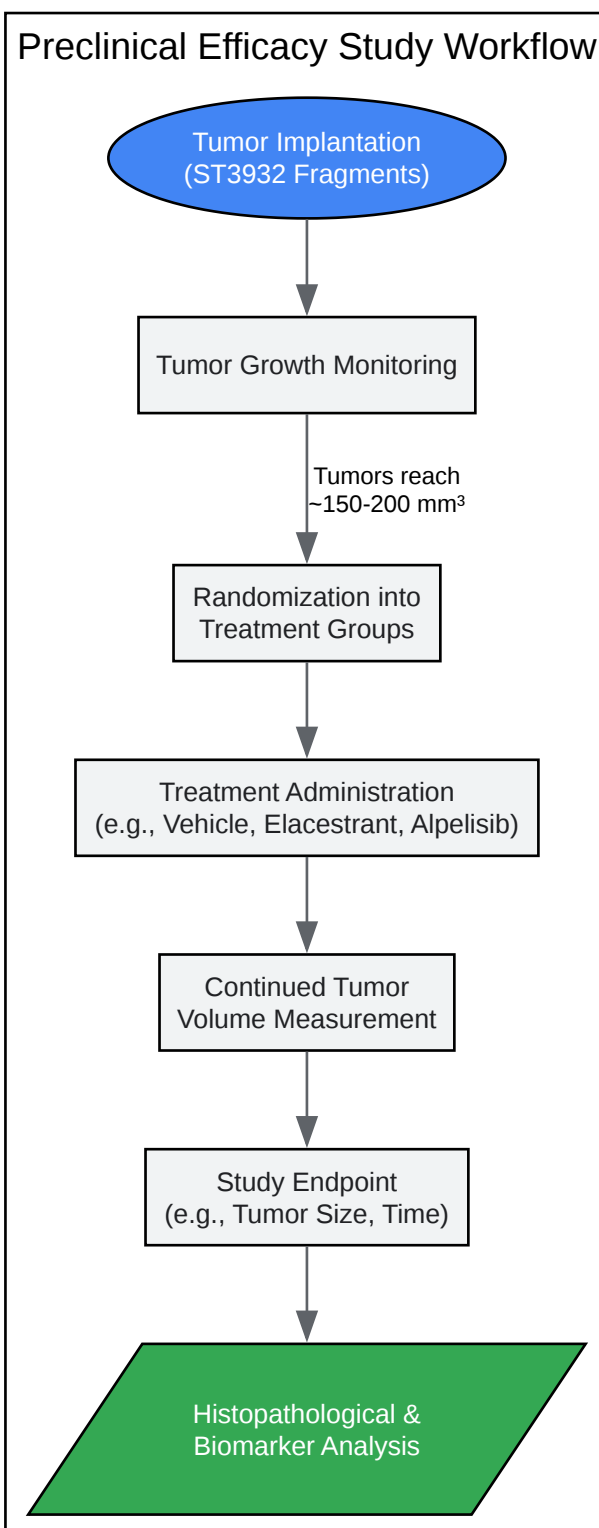 Preclinical Efficacy Study Workflow
Tumor Implantation
(ST3932 Fragments)
Tumor Growth Monitoring
Tumors reach
~150-200 mm³
Randomization into
Treatment Groups
Treatment Administration
(e.g., Vehicle, Elacestrant, Alpelisib)
Continued Tumor
Volume Measurement
Study Endpoint
(e.g., Tumor Size, Time)
Histopathological &
Biomarker Analysis